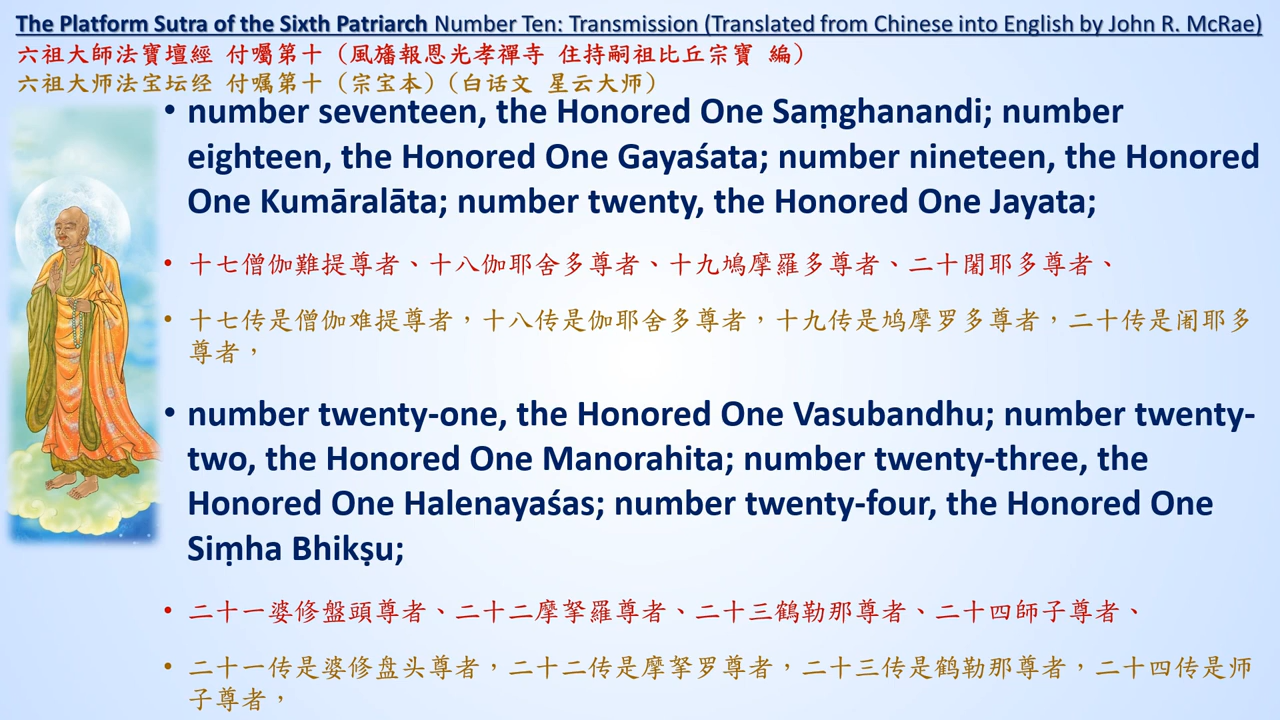 The Platform Sutra of the Sixth Patriarch Number Ten: Transmission (Translated from Chinese into English by John R. McRae)
六祖大師法寶壇經 付囑第十（風旛報恩光孝禪寺 住持嗣祖比丘宗寶 編）
六祖大师法宝坛经 付嘱第十（宗宝本）（白话文 星云大师）
• number seventeen, the Honored One Saṃghanandi; number
eighteen, the Honored One Gayaśata; number nineteen, the Honored
One Kumāralāta; number twenty, the Honored One Jayata;
• 十七僧伽難提尊者、十八伽耶舍多尊者、十九鳩摩羅多尊者、二十闍耶多尊者、
• 十七传是僧伽难提尊者，十八传是伽耶舍多尊者，十九传是鸠摩罗多尊者，二十传是阇耶多
尊者，
• number twenty-one, the Honored One Vasubandhu; number twenty-
two, the Honored One Manorahita; number twenty-three, the
Honored One Halenayaśas; number twenty-four, the Honored One
Siṃha Bhikṣu;
• 二十一婆修盤頭尊者、二十二摩拏羅尊者、二十三鶴勒那尊者、二十四師子尊者、
• 二十一传是婆修盘头尊者，二十二传是摩拏罗尊者，二十三传是鹤勒那尊者，二十四传是师
子尊者，